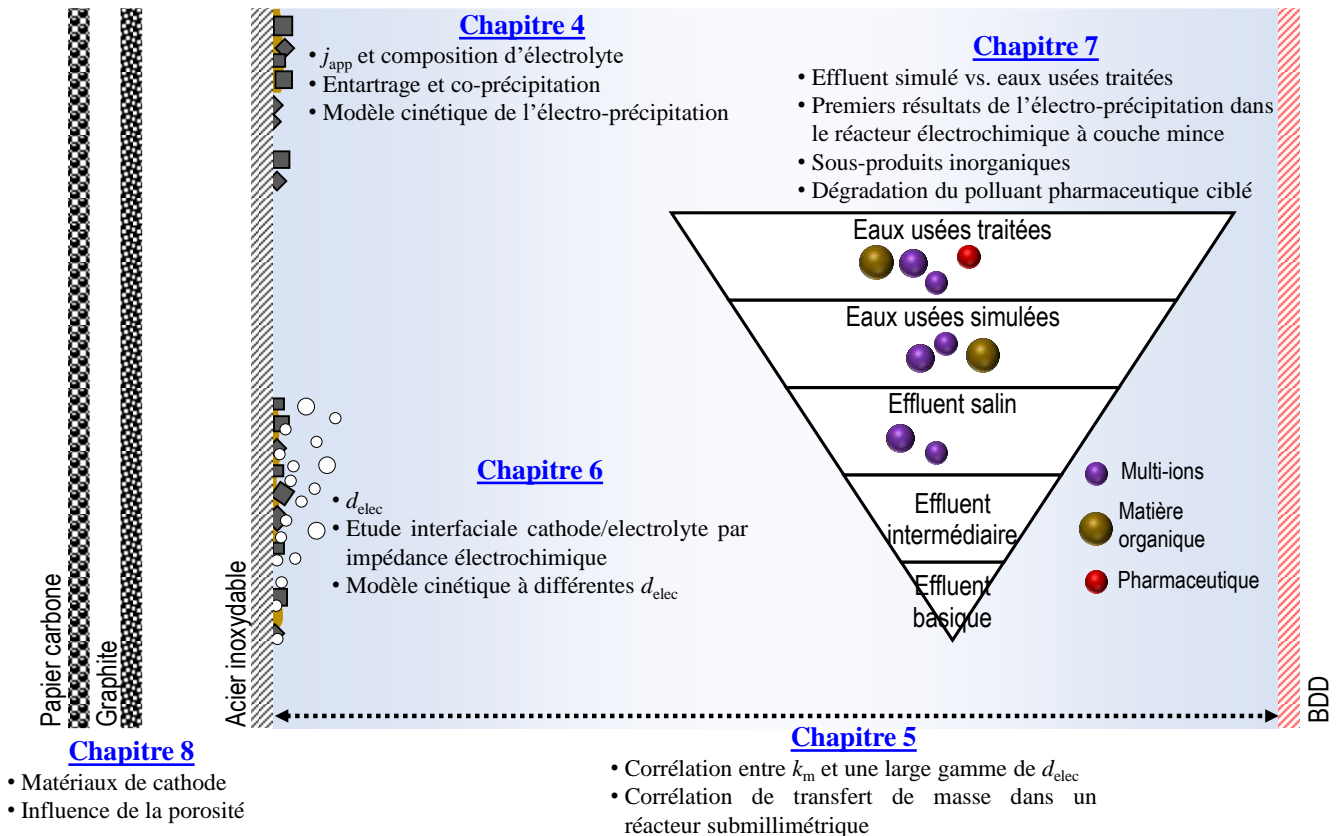 Chapitre 4
• japp et composition d’électrolyte
• Entartrage et co-précipitation
• Modèle cinétique de l’électro-précipitation
Chapitre 7
• Effluent simulé vs. eaux usées traitées
• Premiers résultats de l’électro-précipitation dans
le réacteur électrochimique à couche mince
• Sous-produits inorganiques
• Dégradation du polluant pharmaceutique ciblé
Eaux usées traitées
Eaux usées simulées
Effluent salin
Effluent
intermédiaire
Effluent
basique
Multi-ions
Matière
organique
Pharmaceutique
Chapitre 6
• delec
• Etude interfaciale cathode/electrolyte par
impédance électrochimique
• Modèle cinétique à différentes delec
Papier carbone
Graphite
Acier inoxydable
BDD
Chapitre 8
• Matériaux de cathode
• Influence de la porosité
Chapitre 5
• Corrélation entre km et une large gamme de delec
• Corrélation de transfert de masse dans un
réacteur submillimétrique